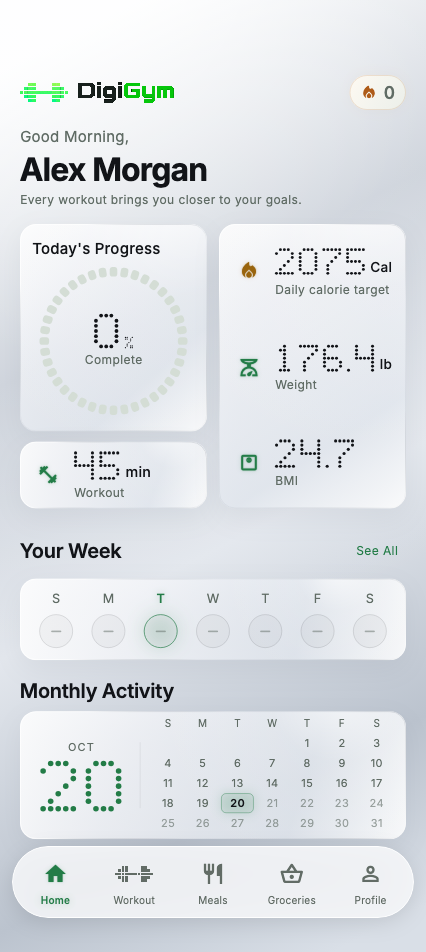 DigiGym
0
Good Morning,
Alex Morgan
Every workout brings you closer to your goals.
Today's Progress
0%
Complete
45 min
Workout
2075 Cal
Daily calorie target
176.4 lb
Weight
24.7
BMI
Your Week
See All
S M T W T F S
Monthly Activity
OCT
20
S M T W T F S
1 2 3
4 5 6 7 8 9 10
11 12 13 14 15 16 17
18 19 20 21 22 23 24
25 26 27 28 29 30 31
Home Workout Meals Groceries Profile